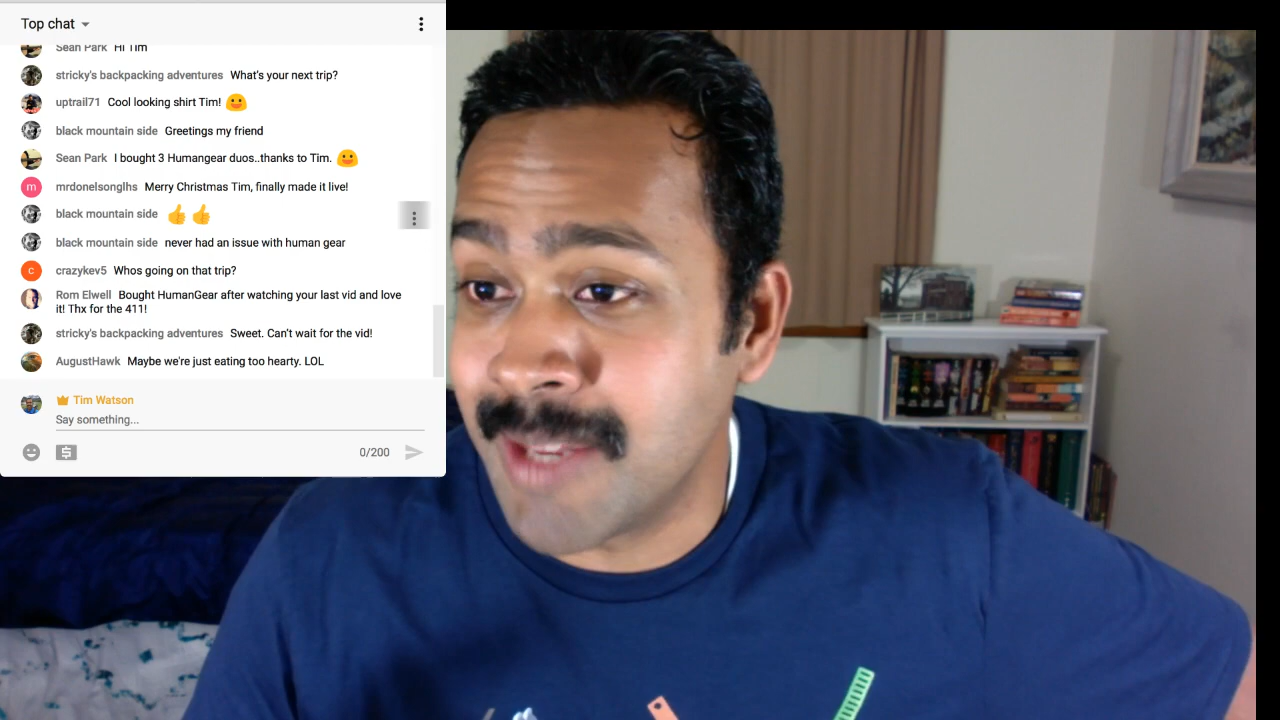 Top chat
Sean Park Hi Tim
stricky's backpacking adventures What's your next trip?
uptrail71 Cool looking shirt Tim! 😃
black mountain side Greetings my friend
Sean Park I bought 3 Humangear duos..thanks to Tim. 😃
m mrdonelsonglhs Merry Christmas Tim, finally made it live!
black mountain side 👍 👍
black mountain side never had an issue with human gear
c crazykev5 Whos going on that trip?
Rom Elwell Bought HumanGear after watching your last vid and love
it! Thx for the 411!
stricky's backpacking adventures Sweet. Can't wait for the vid!
AugustHawk Maybe we're just eating too hearty. LOL
Tim Watson
Say something...
$ 0/200